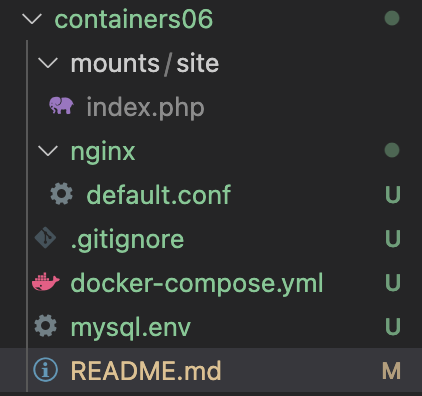 containers06
mounts/site
index.php
nginx
default.conf U
.gitignore U
docker-compose.yml U
mysql.env U
README.md M